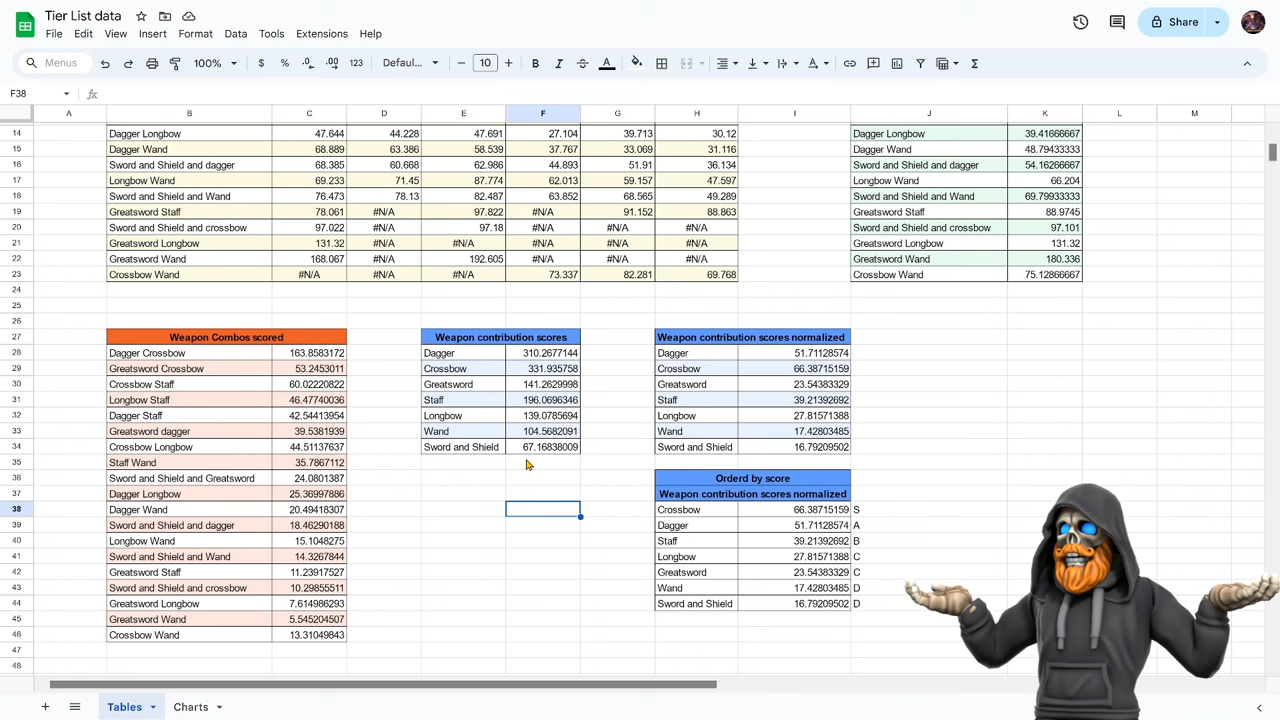 Tier List data
File Edit View Insert Format Data Tools Extensions Help
Share
Menus 100% $ % .0 .00 123 Defaul... 10 B I S A Σ
F38 fx
A B C D E F G H I J K L M
14 Dagger Longbow 47.644 44.228 47.691 27.104 39.713 30.12 Dagger Longbow 39.41666667
15 Dagger Wand 68.889 63.386 58.539 37.767 33.069 31.116 Dagger Wand 48.79433333
16 Sword and Shield and dagger 68.385 60.668 62.986 44.893 51.91 36.134 Sword and Shield and dagger 54.16266667
17 Longbow Wand 69.233 71.45 87.774 62.013 59.157 47.597 Longbow Wand 66.204
18 Sword and Shield and Wand 76.473 78.13 82.487 63.852 68.565 49.289 Sword and Shield and Wand 69.79933333
19 Greatsword Staff 78.061 #N/A 97.822 #N/A 91.152 88.863 Greatsword Staff 88.9745
20 Sword and Shield and crossbow 97.022 #N/A 97.18 #N/A #N/A #N/A Sword and Shield and crossbow 97.101
21 Greatsword Longbow 131.32 #N/A #N/A #N/A #N/A #N/A Greatsword Longbow 131.32
22 Greatsword Wand 168.067 #N/A 192.605 #N/A #N/A #N/A Greatsword Wand 180.336
23 Crossbow Wand #N/A #N/A #N/A 73.337 82.281 69.768 Crossbow Wand 75.12866667
24
25
26
27 Weapon Combos scored Weapon contribution scores Weapon contribution scores normalized
28 Dagger Crossbow 163.8583172 Dagger 310.2677144 Dagger 51.71128574
29 Greatsword Crossbow 53.2453011 Crossbow 331.935758 Crossbow 66.38715159
30 Crossbow Staff 60.02220822 Greatsword 141.2629998 Greatsword 23.54383329
31 Longbow Staff 46.47740036 Staff 196.0696346 Staff 39.21392692
32 Dagger Staff 42.54413954 Longbow 139.0785694 Longbow 27.81571388
33 Greatsword dagger 39.5381939 Wand 104.5682091 Wand 17.42803485
34 Crossbow Longbow 44.51137637 Sword and Shield 67.16838009 Sword and Shield 16.79209502
35 Staff Wand 35.7867112
36 Sword and Shield and Greatsword 24.0801387 Orderd by score
37 Dagger Longbow 25.36997886 Weapon contribution scores normalized
38 Dagger Wand 20.49418307 Crossbow 66.38715159 S
39 Sword and Shield and dagger 18.46290188 Dagger 51.71128574 A
40 Longbow Wand 15.1048275 Staff 39.21392692 B
41 Sword and Shield and Wand 14.3267844 Longbow 27.81571388 C
42 Greatsword Staff 11.23917527 Greatsword 23.54383329 C
43 Sword and Shield and crossbow 10.29855511 Wand 17.42803485 D
44 Greatsword Longbow 7.614986293 Sword and Shield 16.79209502 D
45 Greatsword Wand 5.545204507
46 Crossbow Wand 13.31049843
47
48
Tables Charts